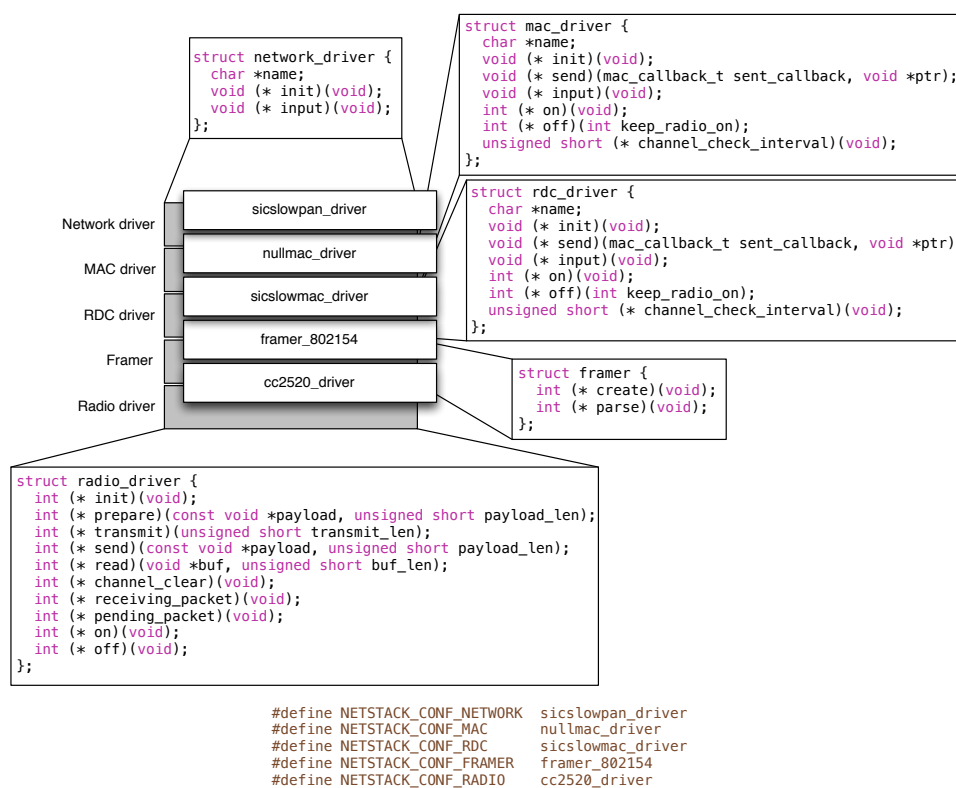 struct network_driver {
char *name;
void (* init)(void);
void (* input)(void);
};
struct mac_driver {
char *name;
void (* init)(void);
void (* send)(mac_callback_t sent_callback, void *ptr);
void (* input)(void);
int (* on)(void);
int (* off)(int keep_radio_on);
unsigned short (* channel_check_interval)(void);
};
struct rdc_driver {
char *name;
void (* init)(void);
void (* send)(mac_callback_t sent_callback, void *ptr)
void (* input)(void);
int (* on)(void);
int (* off)(int keep_radio_on);
unsigned short (* channel_check_interval)(void);
};
Network driver
sicslowpan_driver
MAC driver
nullmac_driver
RDC driver
sicslowmac_driver
Framer
framer_802154
Radio driver
cc2520_driver
struct framer {
int (* create)(void);
int (* parse)(void);
};
struct radio_driver {
int (* init)(void);
int (* prepare)(const void *payload, unsigned short payload_len);
int (* transmit)(unsigned short transmit_len);
int (* send)(const void *payload, unsigned short payload_len);
int (* read)(void *buf, unsigned short buf_len);
int (* channel_clear)(void);
int (* receiving_packet)(void);
int (* pending_packet)(void);
int (* on)(void);
int (* off)(void);
};
#define NETSTACK_CONF_NETWORK sicslowpan_driver
#define NETSTACK_CONF_MAC nullmac_driver
#define NETSTACK_CONF_RDC sicslowmac_driver
#define NETSTACK_CONF_FRAMER framer_802154
#define NETSTACK_CONF_RADIO cc2520_driver